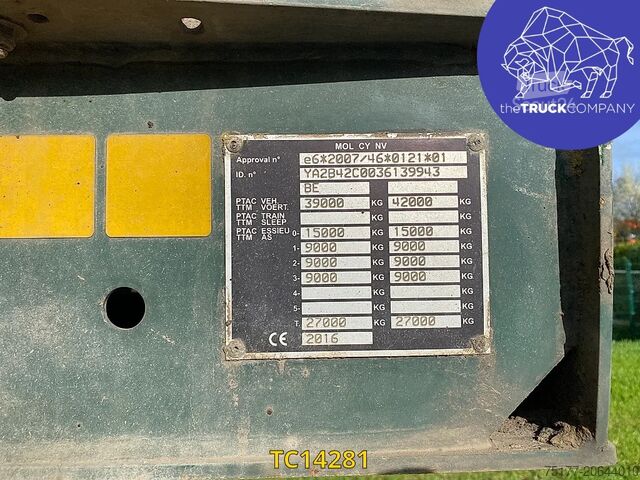 theTRUCKCOMPANY
MOL CY NV
Approval n° e6*2007/46*0121*01
ID. n° YA2B42C0036139943
BE
PTAC VEH. 39000 KG 42000 KG
TTM VOERT.
PTAC TRAIN KG KG
TTM SLEEP
PTAC ESSIEU 0- 15000 KG 15000 KG
TTM AS
1- 9000 KG 9000 KG
2- 9000 KG 9000 KG
3- 9000 KG 9000 KG
4- KG KG
5- KG KG
T. 27000 KG 27000 KG
CE 2016
TC14281
75177-20644010